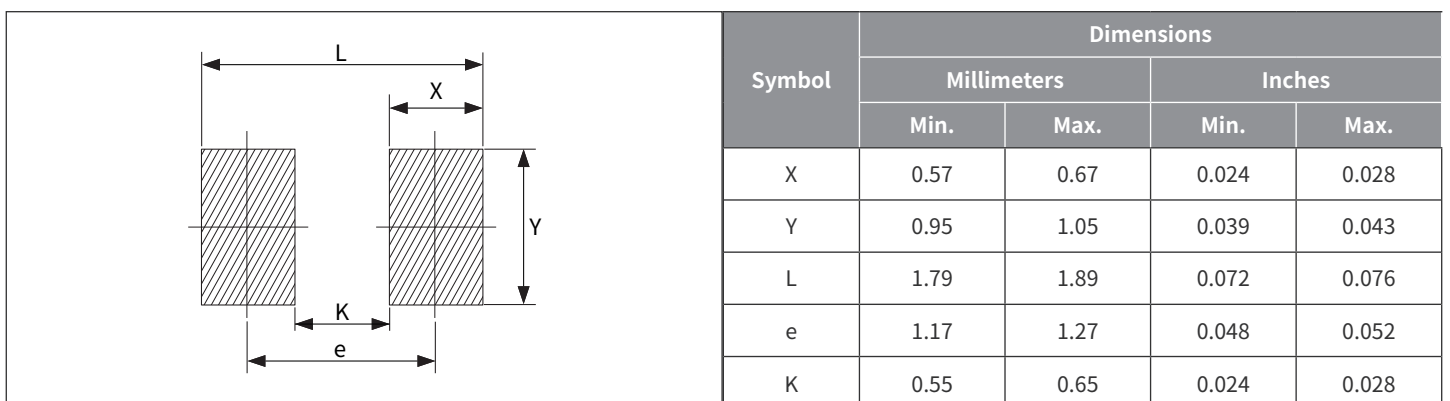 L
X
Y
K
e
Dimensions
Symbol Millimeters Inches
Min. Max. Min. Max.
X 0.57 0.67 0.024 0.028
Y 0.95 1.05 0.039 0.043
L 1.79 1.89 0.072 0.076
e 1.17 1.27 0.048 0.052
K 0.55 0.65 0.024 0.028